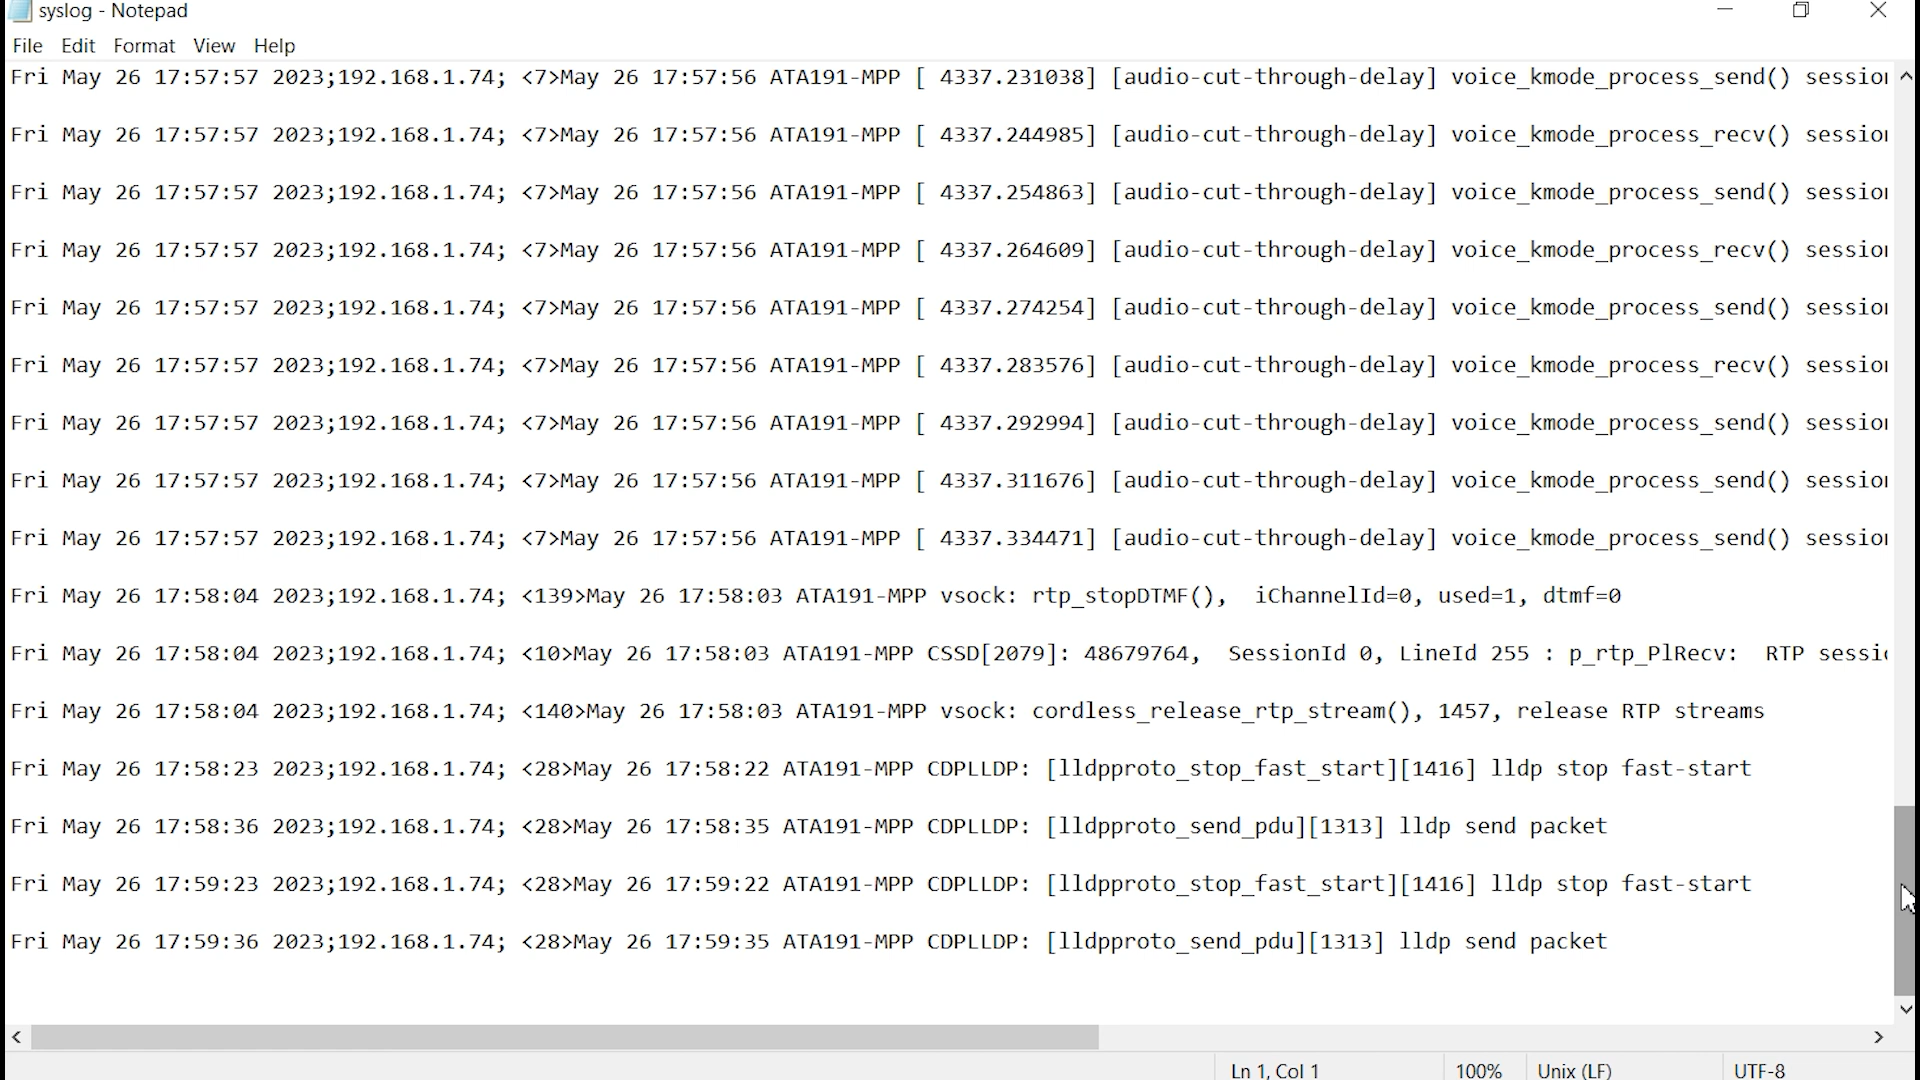 syslog - Notepad
File Edit Format View Help
Fri May 26 17:57:57 2023;192.168.1.74; <7>May 26 17:57:56 ATA191-MPP [ 4337.231038] [audio-cut-through-delay] voice_kmode_process_send()
Fri May 26 17:57:57 2023;192.168.1.74; <7>May 26 17:57:56 ATA191-MPP [ 4337.244985] [audio-cut-through-delay] voice_kmode_process_recv()
Fri May 26 17:57:57 2023;192.168.1.74; <7>May 26 17:57:56 ATA191-MPP [ 4337.254863] [audio-cut-through-delay] voice_kmode_process_send()
Fri May 26 17:57:57 2023;192.168.1.74; <7>May 26 17:57:56 ATA191-MPP [ 4337.264609] [audio-cut-through-delay] voice_kmode_process_recv()
Fri May 26 17:57:57 2023;192.168.1.74; <7>May 26 17:57:56 ATA191-MPP [ 4337.274254] [audio-cut-through-delay] voice_kmode_process_send()
Fri May 26 17:57:57 2023;192.168.1.74; <7>May 26 17:57:56 ATA191-MPP [ 4337.283576] [audio-cut-through-delay] voice_kmode_process_recv()
Fri May 26 17:57:57 2023;192.168.1.74; <7>May 26 17:57:56 ATA191-MPP [ 4337.292994] [audio-cut-through-delay] voice_kmode_process_send()
Fri May 26 17:57:57 2023;192.168.1.74; <7>May 26 17:57:56 ATA191-MPP [ 4337.311676] [audio-cut-through-delay] voice_kmode_process_send()
Fri May 26 17:57:57 2023;192.168.1.74; <7>May 26 17:57:56 ATA191-MPP [ 4337.334471] [audio-cut-through-delay] voice_kmode_process_send()
Fri May 26 17:58:04 2023;192.168.1.74; <139>May 26 17:58:03 ATA191-MPP vsock: rtp_stopDTMF(),  iChannelId=0, used=1, dtmf=0
Fri May 26 17:58:04 2023;192.168.1.74; <10>May 26 17:58:03 ATA191-MPP CSSD[2079]: 48679764,  SessionId 0, LineId 255 : p_rtp_PlRecv:  RTP
Fri May 26 17:58:04 2023;192.168.1.74; <140>May 26 17:58:03 ATA191-MPP vsock: cordless_release_rtp_stream(), 1457, release RTP streams
Fri May 26 17:58:23 2023;192.168.1.74; <28>May 26 17:58:22 ATA191-MPP CDPLLDP: [lldpproto_stop_fast_start][1416] lldp stop fast-start
Fri May 26 17:58:36 2023;192.168.1.74; <28>May 26 17:58:35 ATA191-MPP CDPLLDP: [lldpproto_send_pdu][1313] lldp send packet
Fri May 26 17:59:23 2023;192.168.1.74; <28>May 26 17:59:22 ATA191-MPP CDPLLDP: [lldpproto_stop_fast_start][1416] lldp stop fast-start
Fri May 26 17:59:36 2023;192.168.1.74; <28>May 26 17:59:35 ATA191-MPP CDPLLDP: [lldpproto_send_pdu][1313] lldp send packet
Ln 1, Col 1 100% Unix (LF) UTF-8